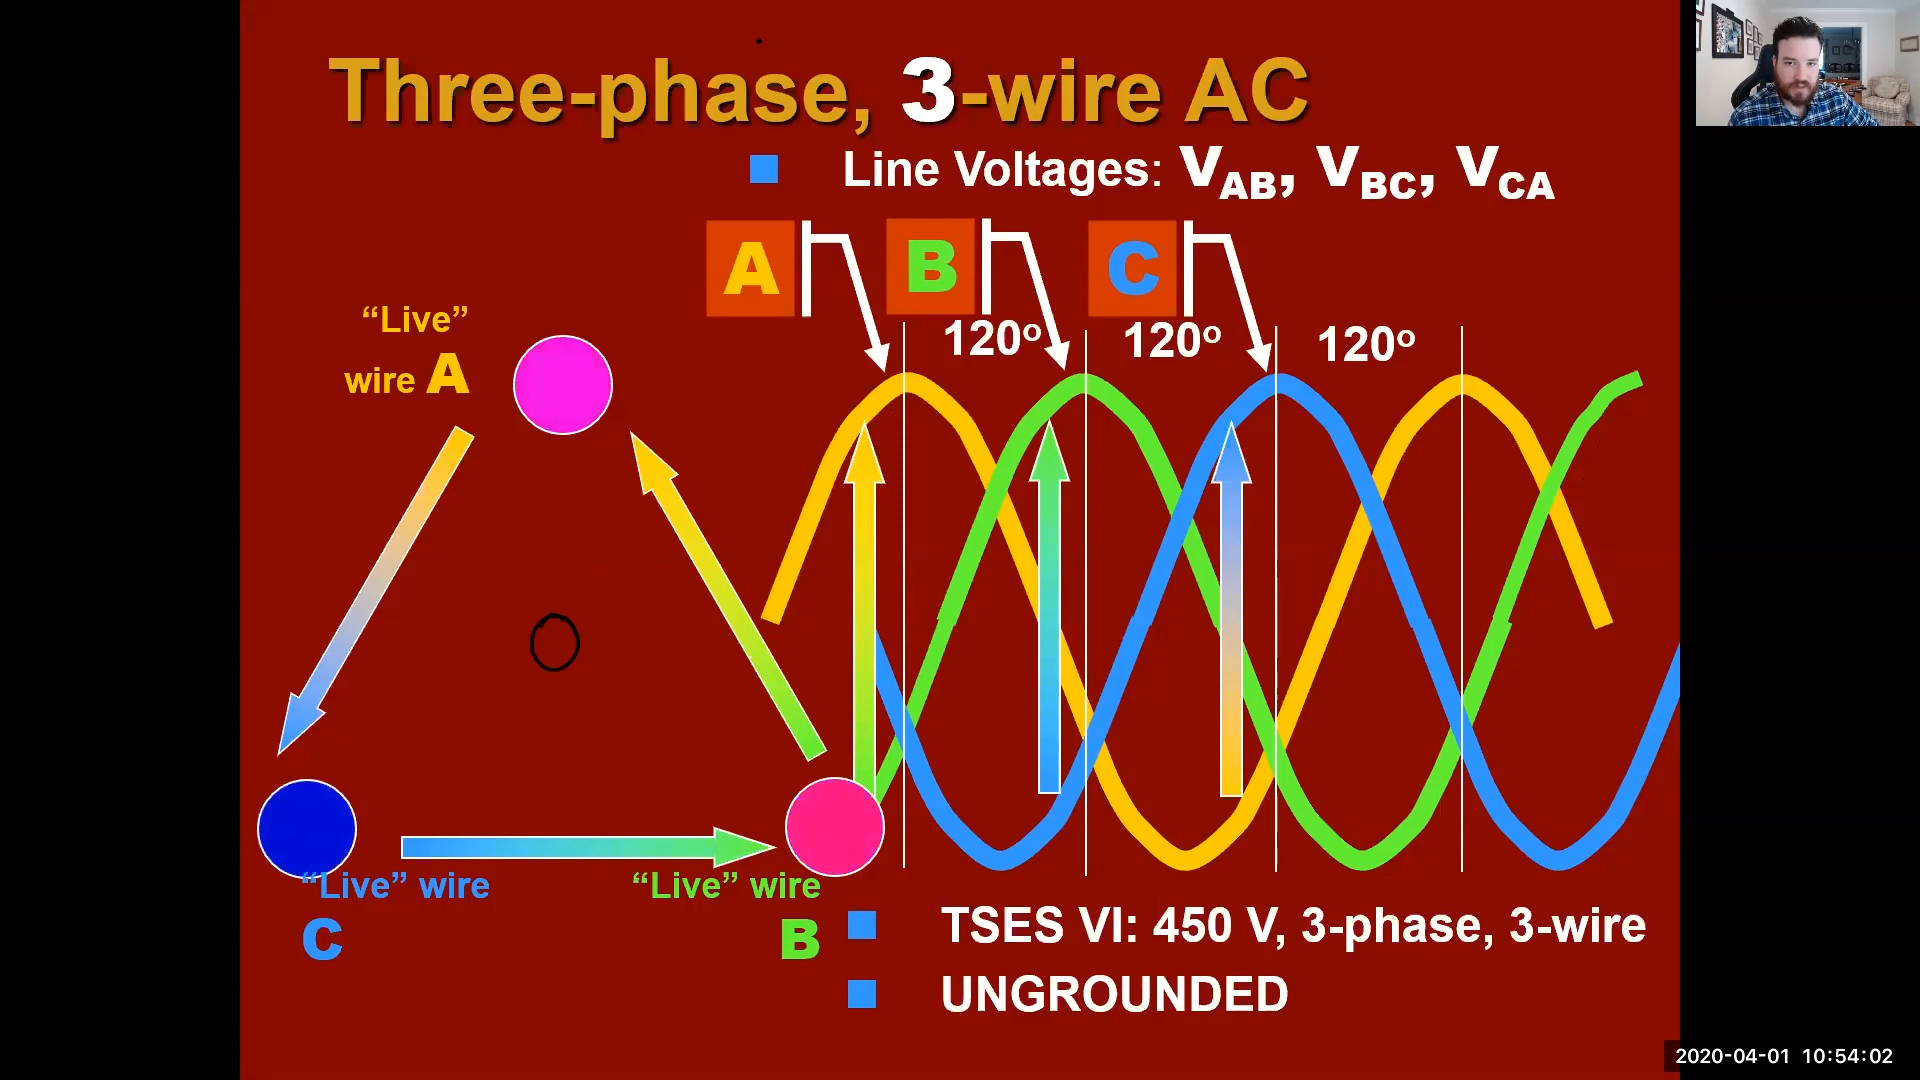 Three-phase, 3-wire AC
Line Voltages: VAB, VBC, VCA
A B C
120o 120o 120o
“Live”
wire A
“Live” wire
C
“Live” wire
B
TSES VI: 450 V, 3-phase, 3-wire
UNGROUNDED
2020-04-01 10:54:02